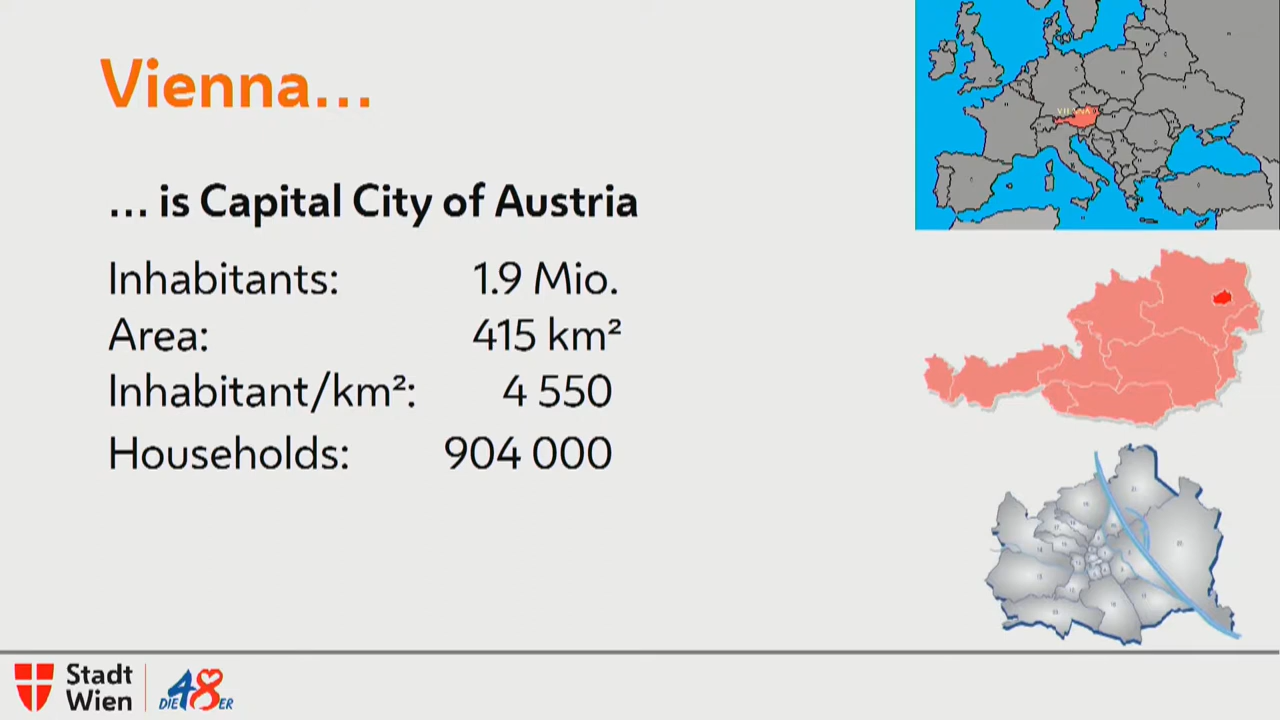 Vienna...
... is Capital City of Austria
Inhabitants: 1.9 Mio.
Area: 415 km²
Inhabitant/km²: 4 550
Households: 904 000
VIENNA
Stadt
Wien
DIE 48ER